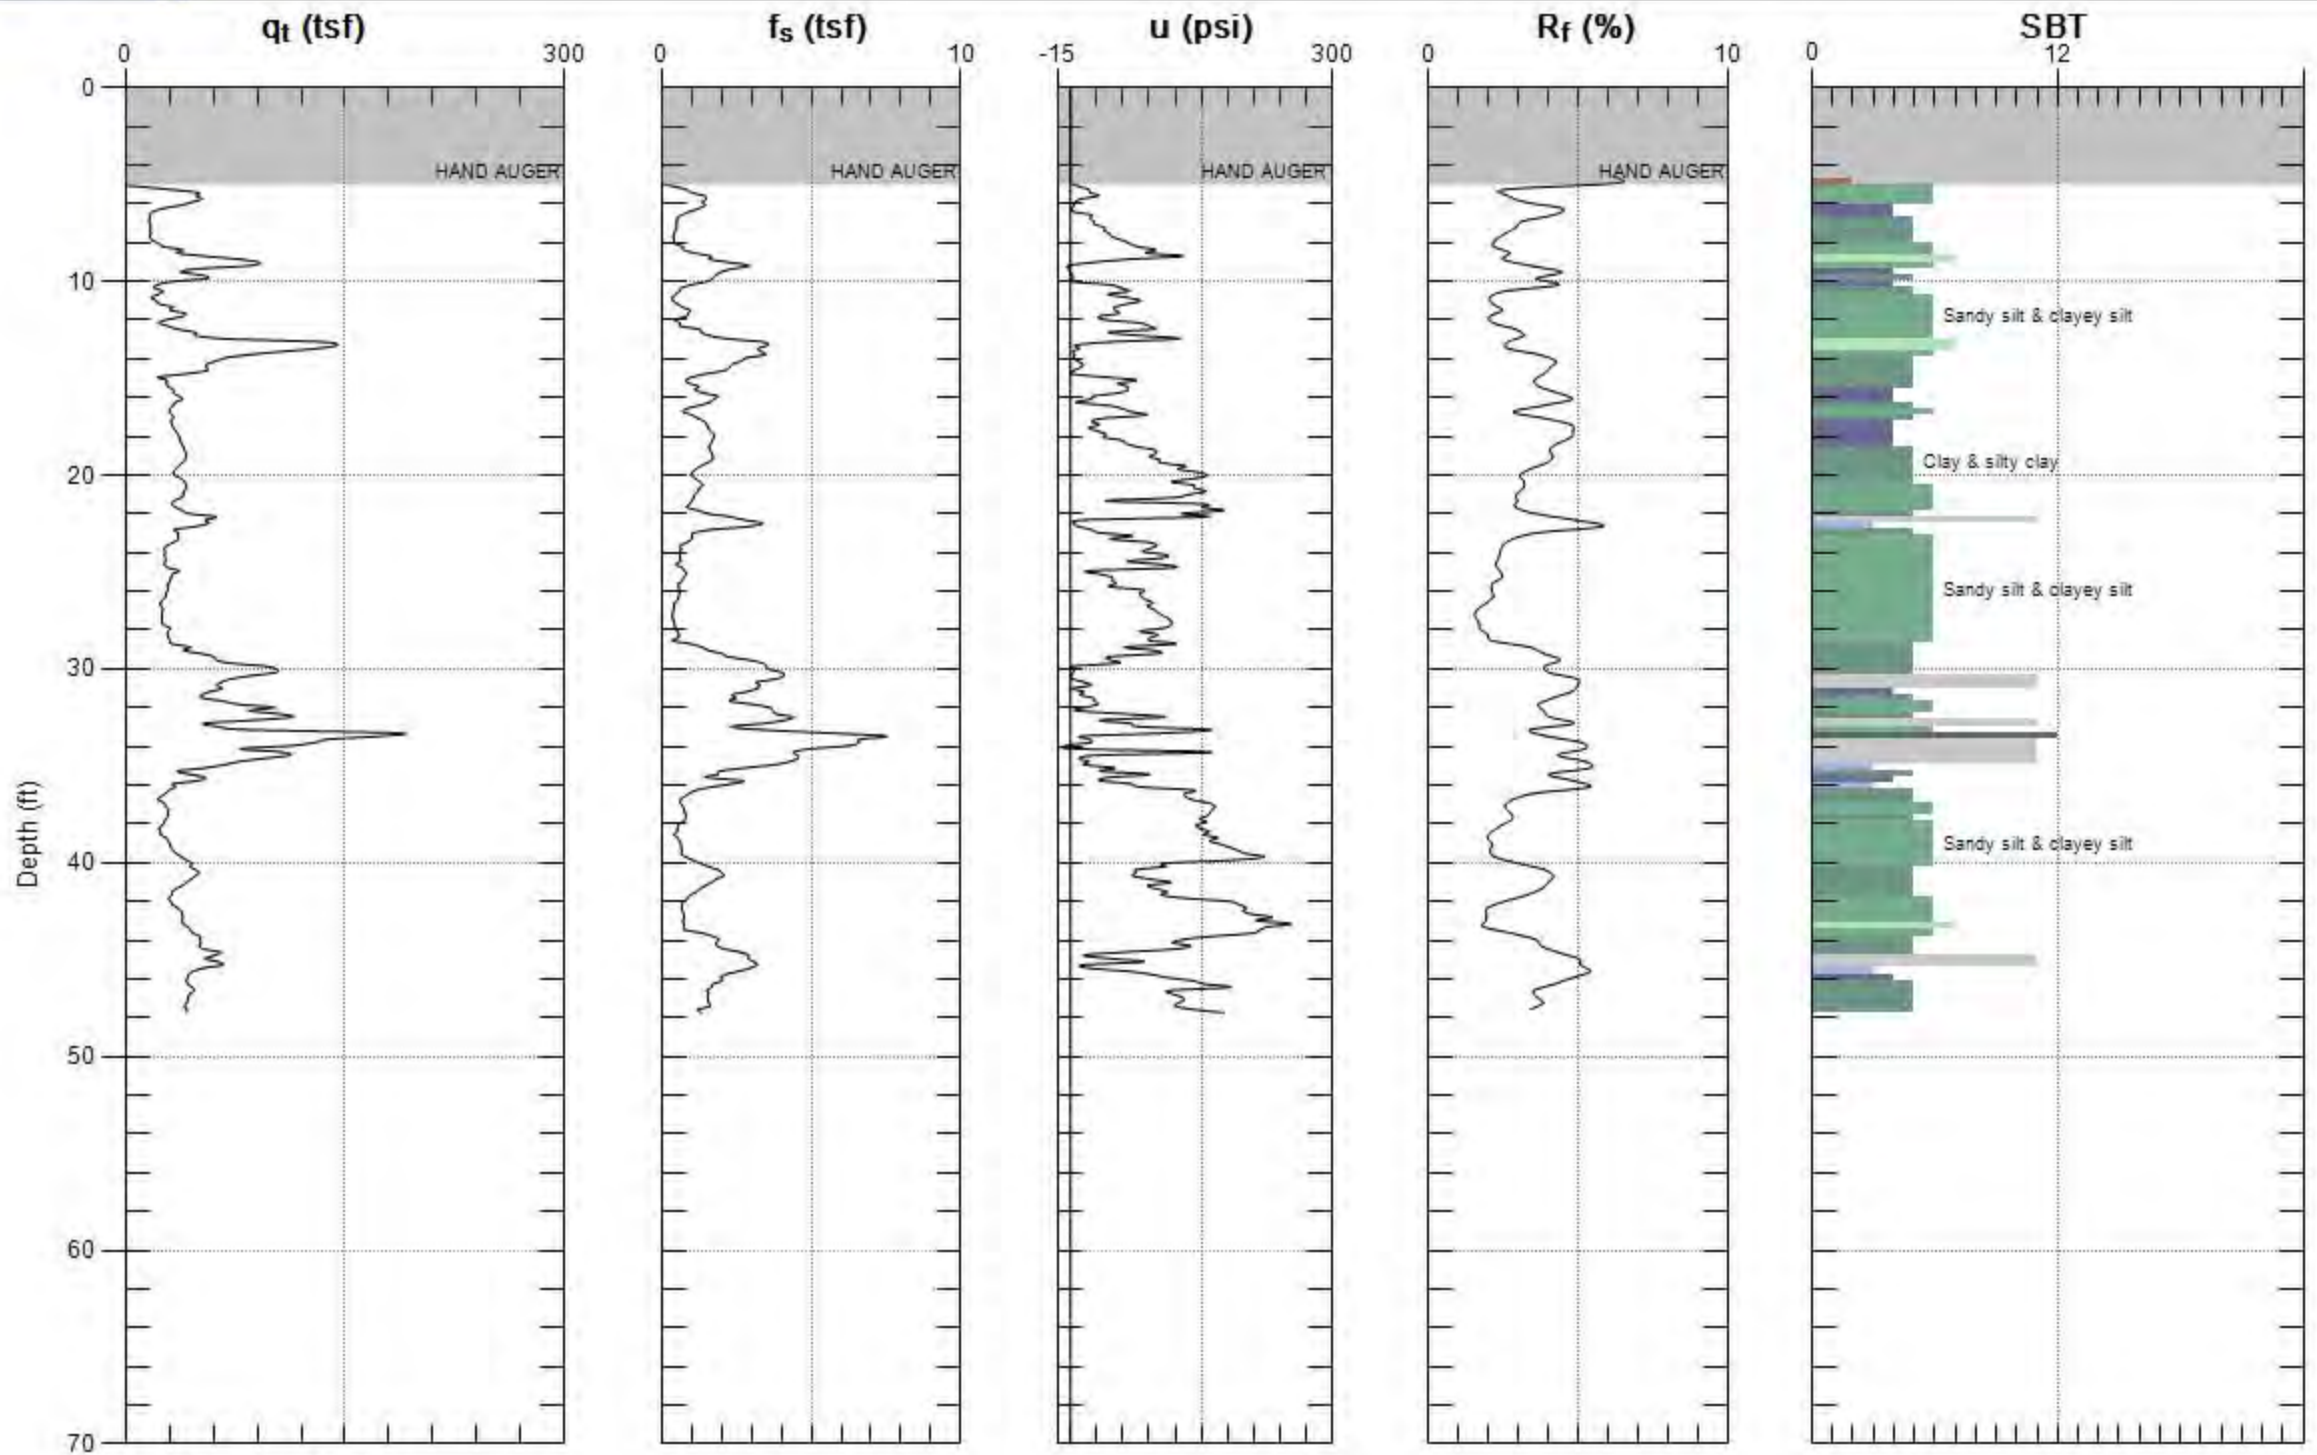 qt (tsf) fs (tsf) u (psi) Rf (%) SBT
0 300 0 10 -15 300 0 10 0 12
0
HAND AUGER HAND AUGER HAND AUGER HAND AUGER
10
Sandy silt & clayey silt
Clay & silty clay
20
Sandy silt & clayey silt
30
Depth (ft)
Sandy silt & clayey silt
40
50
60
70